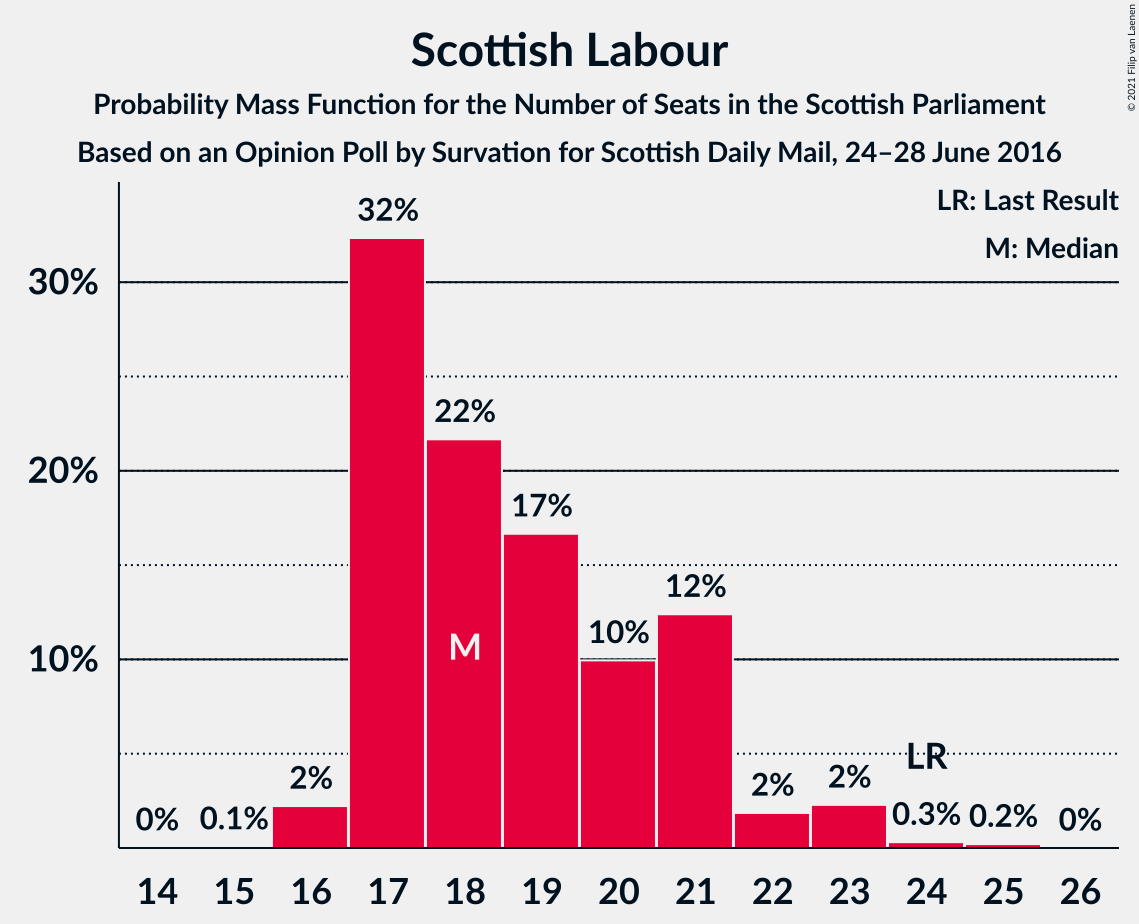 Scottish Labour
Probability Mass Function for the Number of Seats in the Scottish Parliament
Based on an Opinion Poll by Survation for Scottish Daily Mail, 24–28 June 2016
© 2021 Filip van Laenen
LR: Last Result
M: Median
32%
30%
22%
20%
17%
12%
10%
M
10%
LR
2%
2%
2%
0%
0.1%
0.3%
0.2%
0%
14 15 16 17 18 19 20 21 22 23 24 25 26